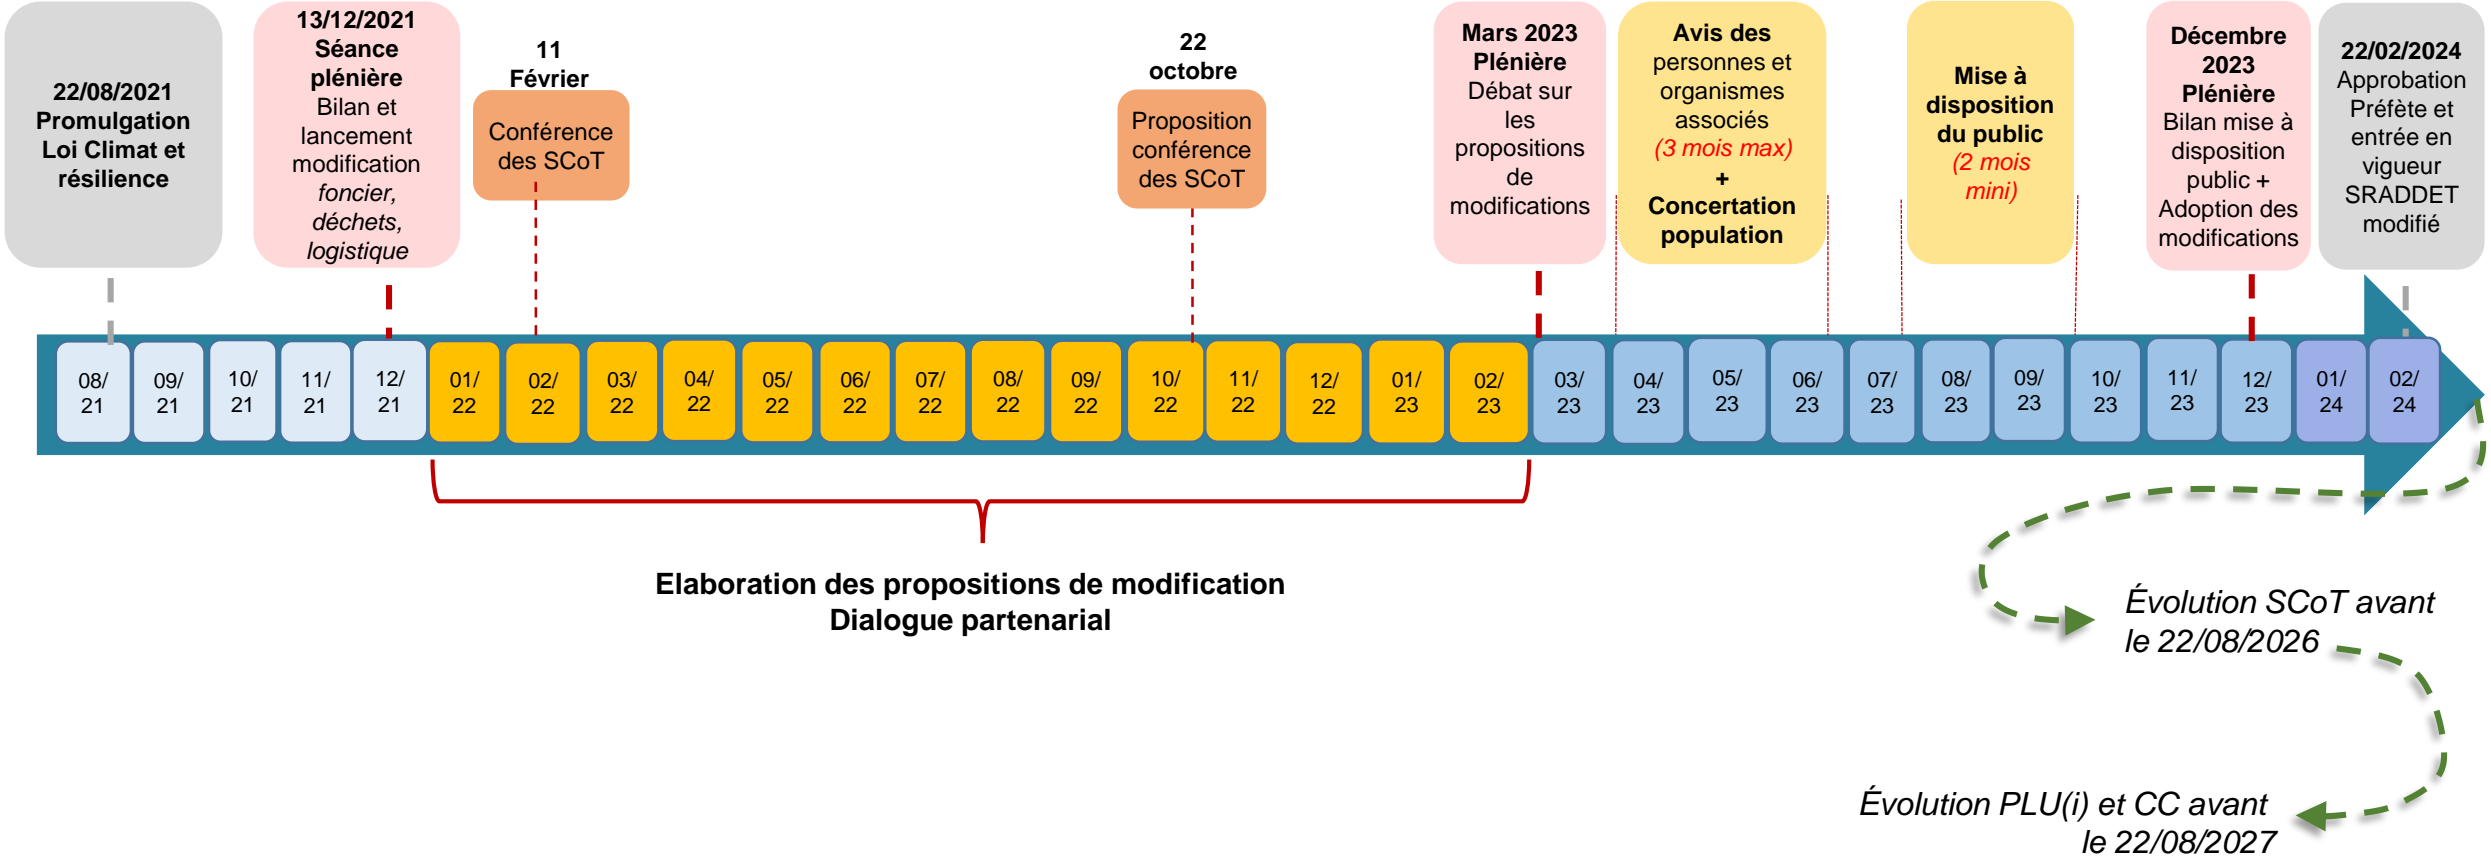 22/08/2021
Promulgation
Loi Climat et
résilience
13/12/2021
Séance
plénière
Bilan et
lancement
modification
foncier,
déchets,
logistique
11
Février
Conférence
des SCoT
22
octobre
Proposition
conférence
des SCoT
Mars 2023
Plénière
Débat sur
les
propositions
de
modifications
Avis des
personnes et
organismes
associés
(3 mois max)
+
Concertation
population
Mise à
disposition
du public
(2 mois
mini)
Décembre
2023
Plénière
Bilan mise à
disposition
public +
Adoption des
modifications
22/02/2024
Approbation
Préfète et
entrée en
vigueur
SRADDET
modifié
08/
21
09/
21
10/
21
11/
21
12/
21
01/
22
02/
22
03/
22
04/
22
05/
22
06/
22
07/
22
08/
22
09/
22
10/
22
11/
22
12/
22
01/
23
02/
23
03/
23
04/
23
05/
23
06/
23
07/
23
08/
23
09/
23
10/
23
11/
23
12/
23
01/
24
02/
24
Elaboration des propositions de modification
Dialogue partenarial
Évolution SCoT avant
le 22/08/2026
Évolution PLU(i) et CC avant
le 22/08/2027